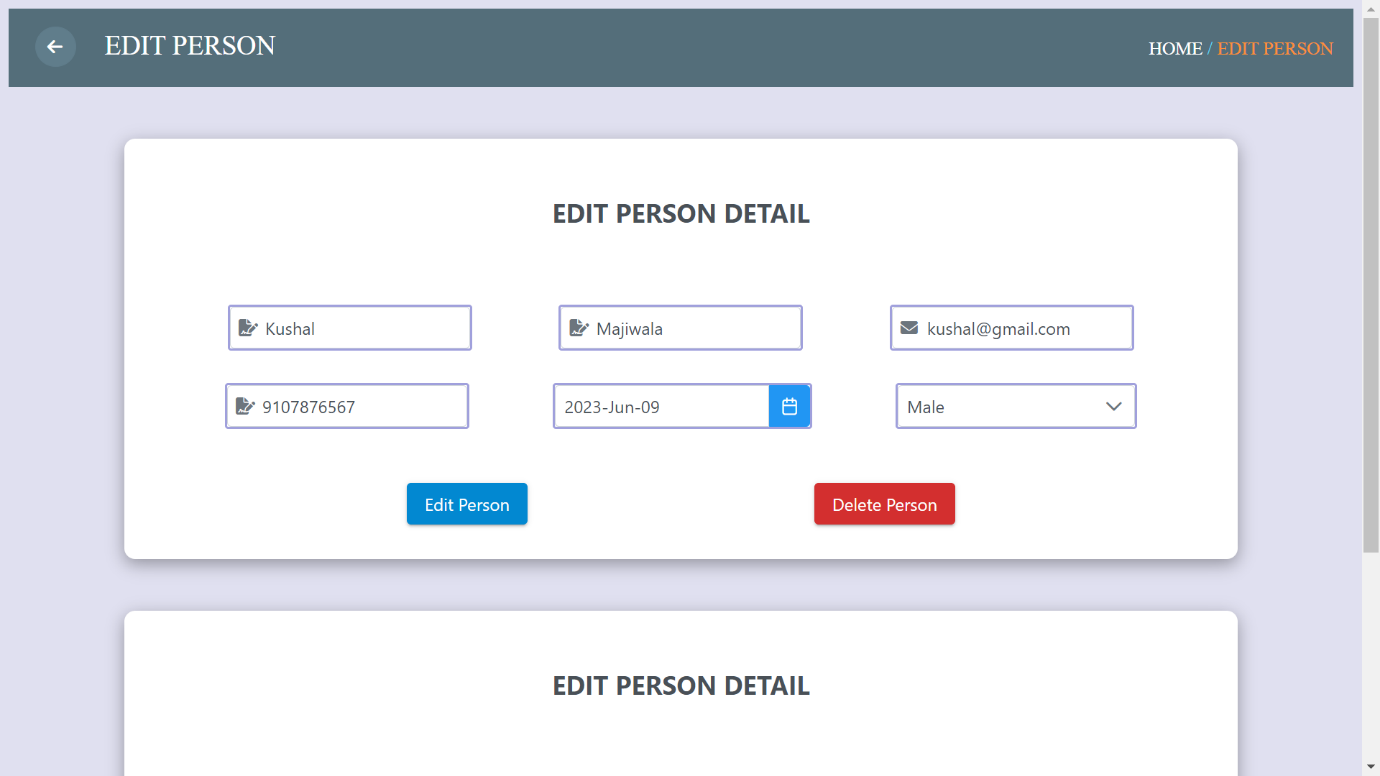 EDIT PERSON
HOME / EDIT PERSON
EDIT PERSON DETAIL
Kushal
Majiwala
kushal@gmail.com
9107876567
2023-Jun-09
Male
Edit Person
Delete Person
EDIT PERSON DETAIL